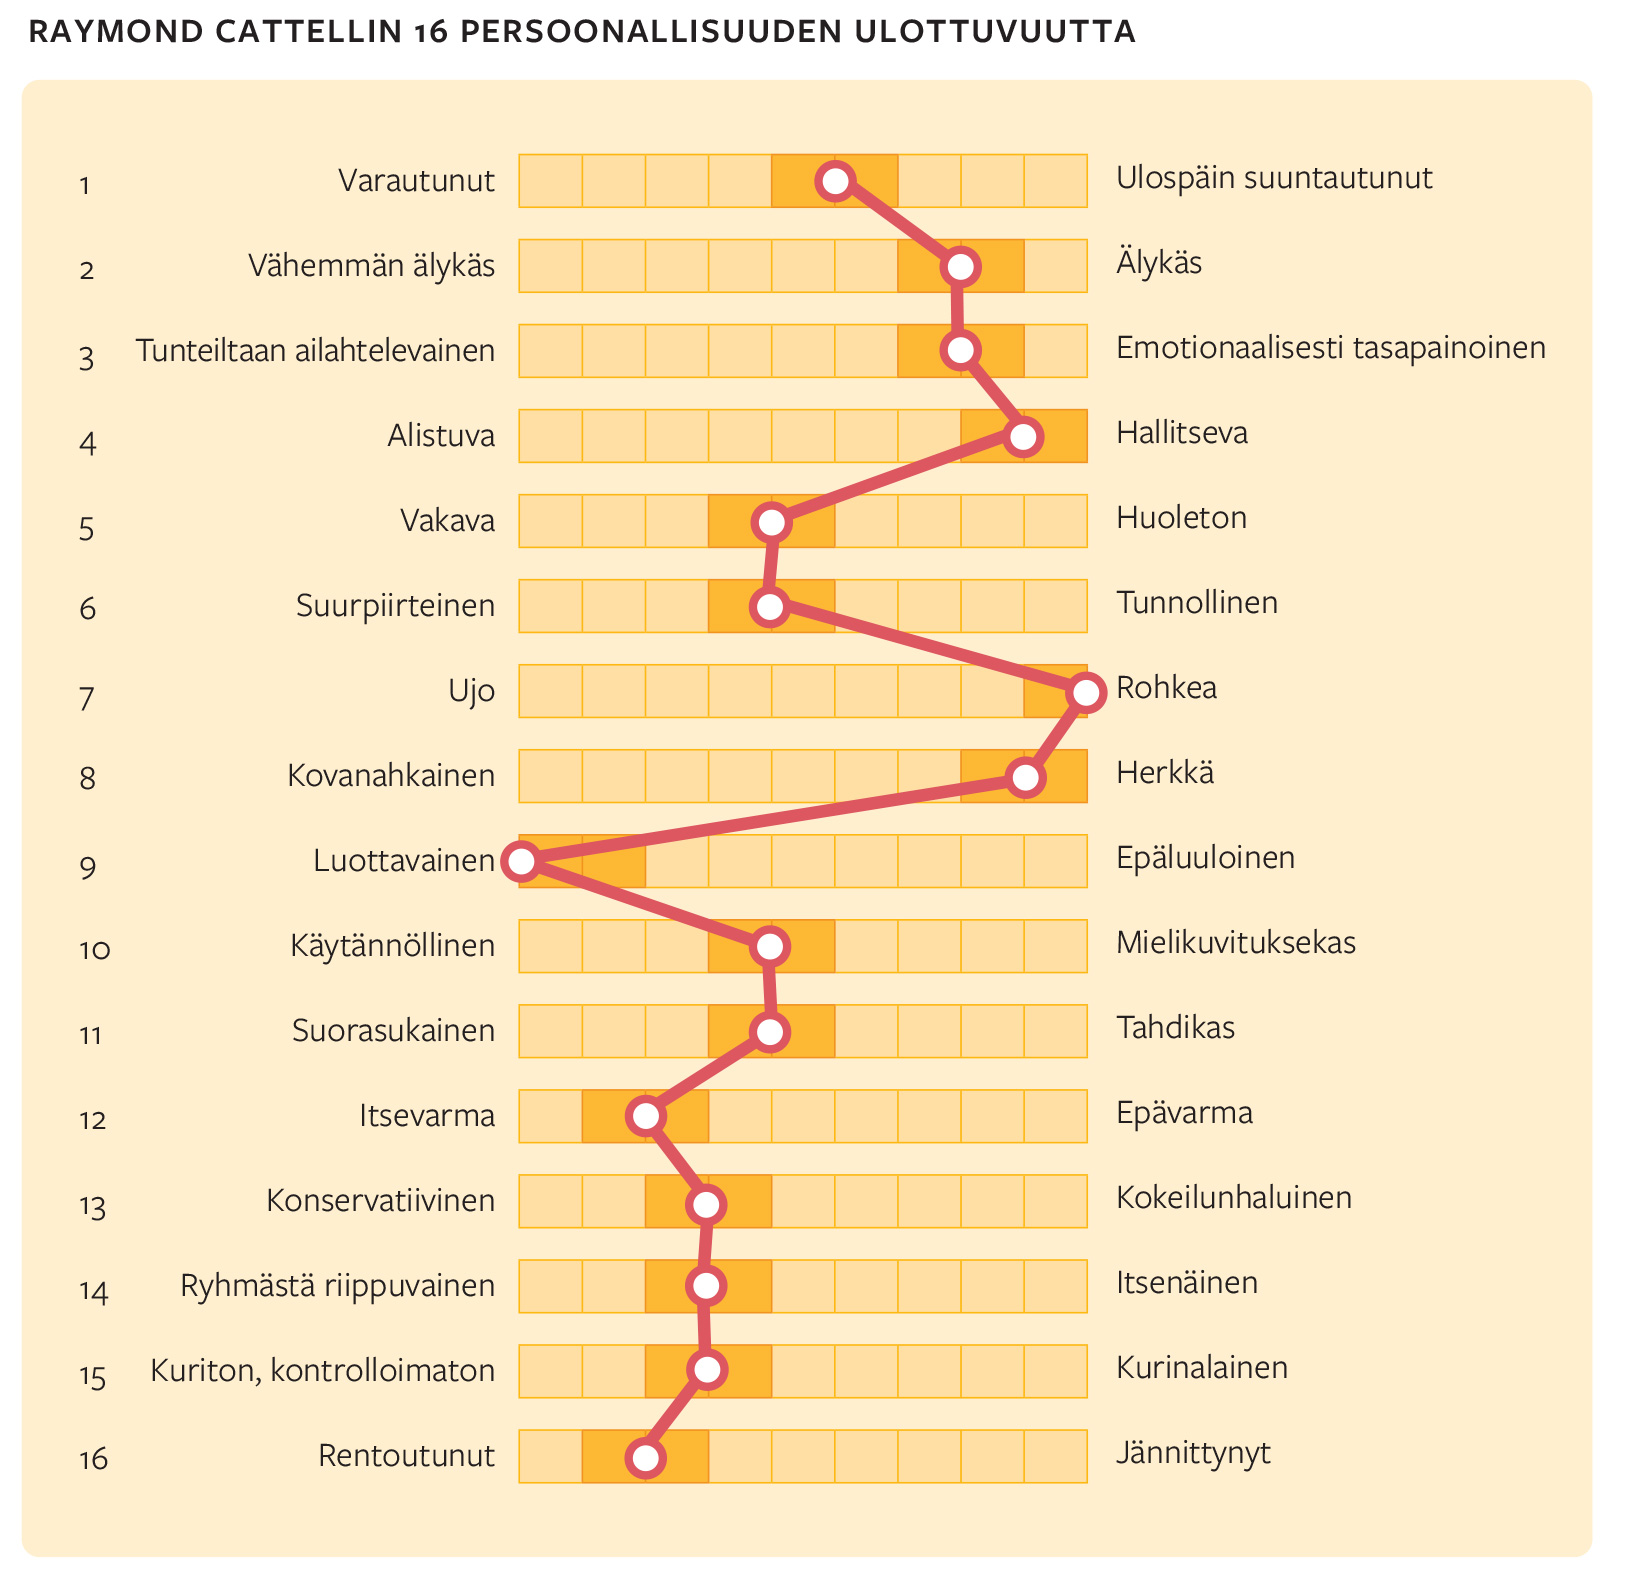 RAYMOND CATTELLIN 16 PERSOONALLISUUDEN ULOTTUVUUTTA
1 Varautunut Ulospäin suuntautunut
2 Vähemmän älykäs Älykäs
3 Tunteiltaan ailahtelevainen Emotionaalisesti tasapainoinen
4 Alistuva Hallitseva
5 Vakava Huoleton
6 Suurpiirteinen Tunnollinen
7 Ujo Rohkea
8 Kovanahkainen Herkkä
9 Luottavainen Epäluuloinen
10 Käytännöllinen Mielikuvituksekas
11 Suorasukainen Tahdikas
12 Itsevarma Epävarma
13 Konservatiivinen Kokeilunhaluinen
14 Ryhmästä riippuvainen Itsenäinen
15 Kuriton, kontrolloimaton Kurinalainen
16 Rentoutunut Jännittynyt